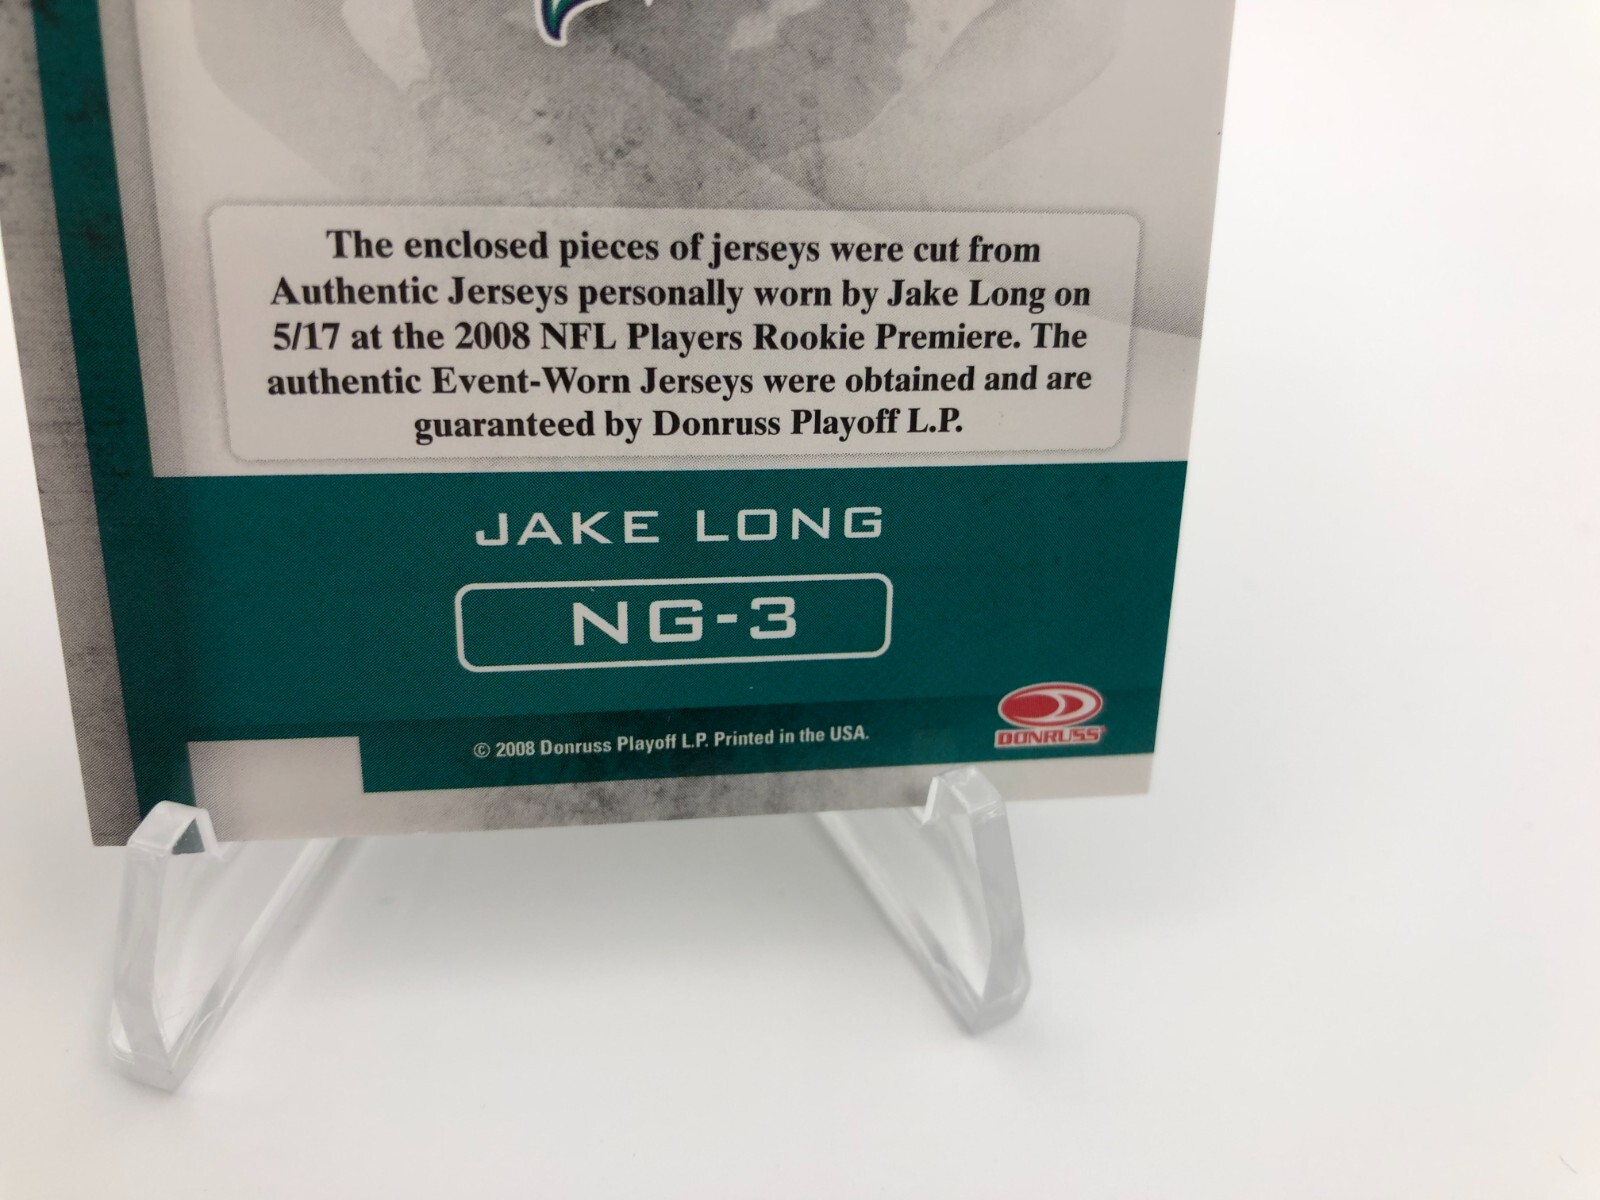 The enclosed pieces of jerseys were cut from
Authentic Jerseys personally worn by Jake Long on
5/17 at the 2008 NFL Players Rookie Premiere. The
authentic Event-Worn Jerseys were obtained and are
guaranteed by Donruss Playoff L.P.
JAKE LONG
NG-3
© 2008 Donruss Playoff L.P. Printed in the USA.
DONRUSS